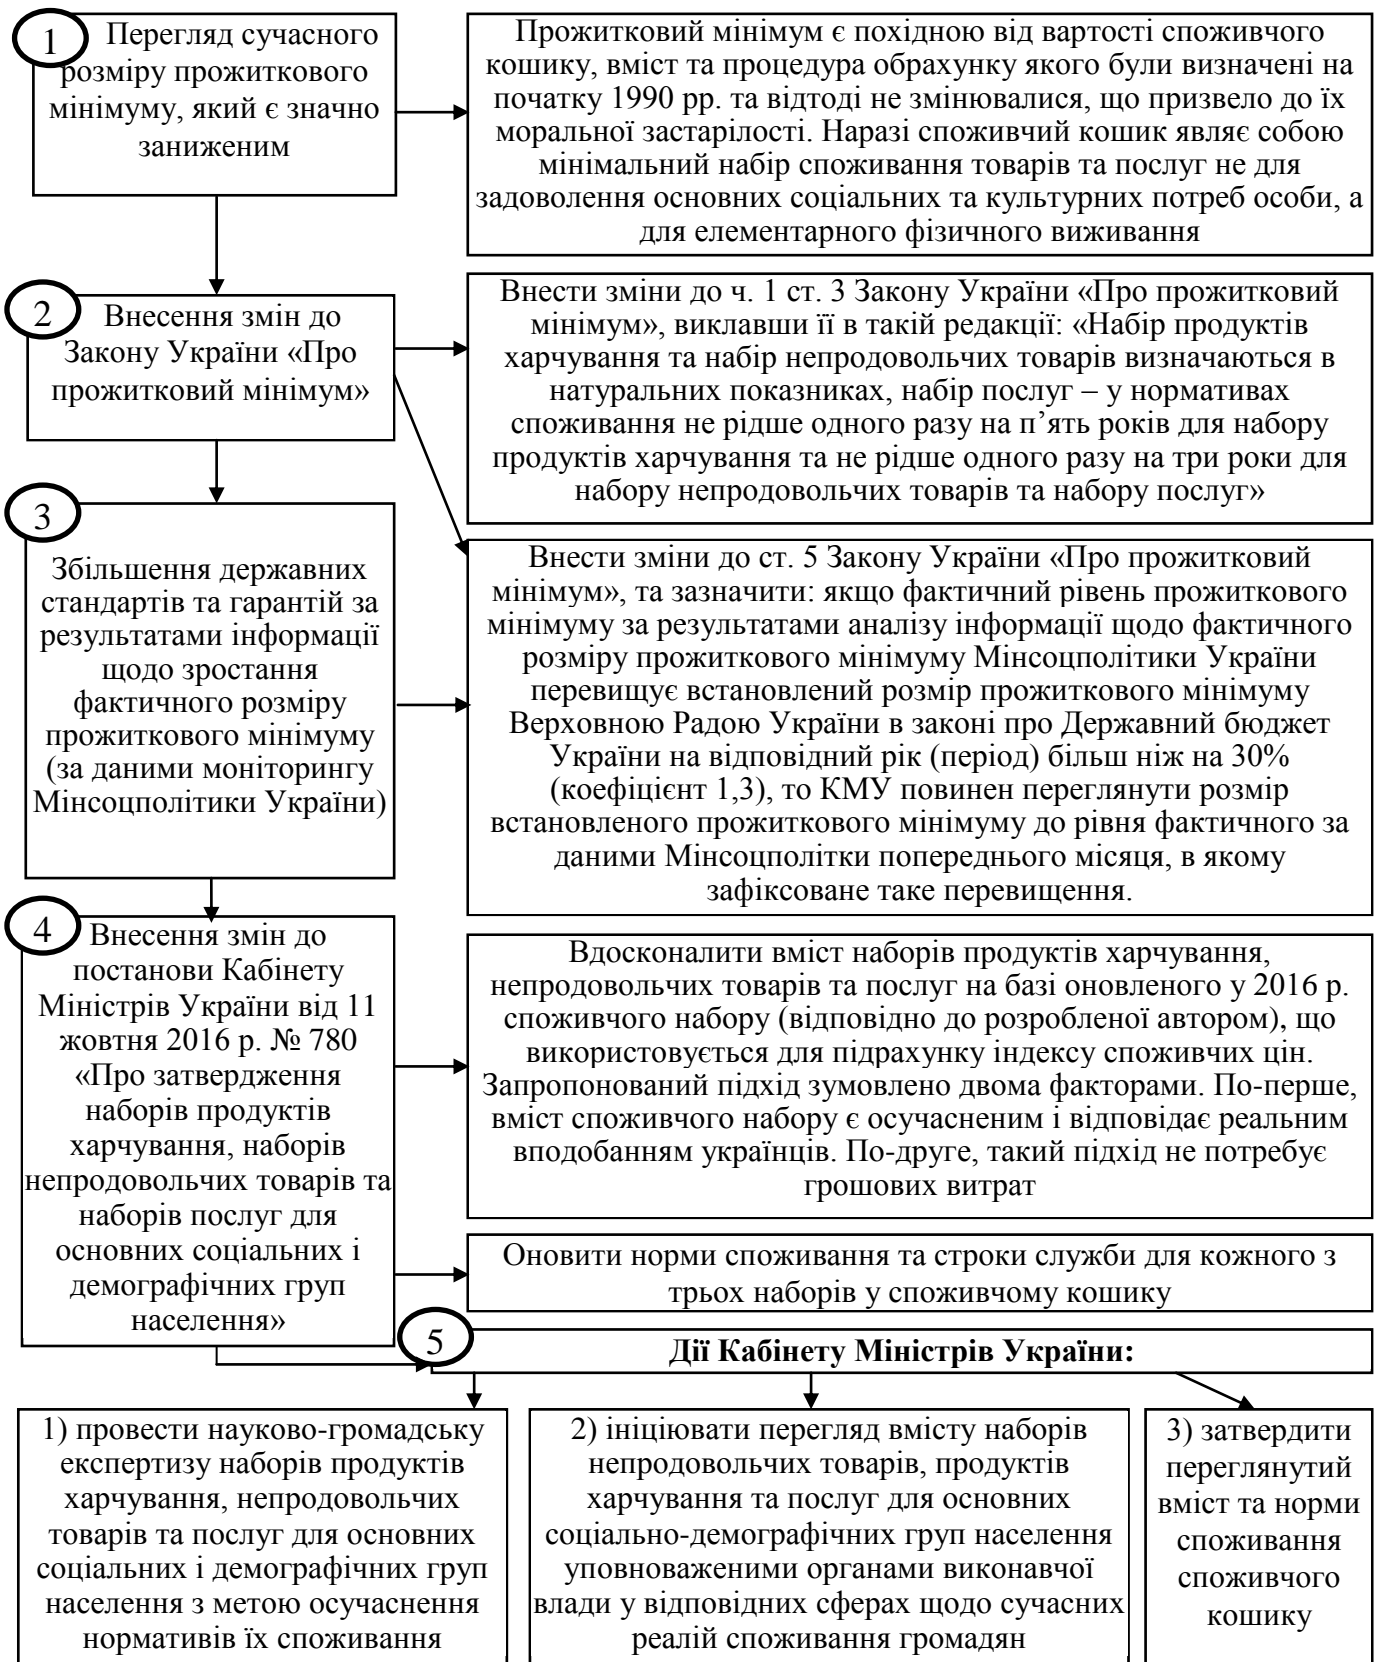 1
Перегляд сучасного
розміру прожиткового
мінімуму, який є значно
заниженим
Прожитковий мінімум є похідною від вартості споживчого
кошику, вміст та процедура обрахунку якого були визначені на
початку 1990 рр. та відтоді не змінювалися, що призвело до їх
моральної застарілості. Наразі споживчий кошик являє собою
мінімальний набір споживання товарів та послуг не для
задоволення основних соціальних та культурних потреб особи, а
для елементарного фізичного виживання
2
Внесення змін до
Закону України «Про
прожитковий мінімум»
Внести зміни до ч. 1 ст. 3 Закону України «Про прожитковий
мінімум», виклавши її в такій редакції: «Набір продуктів
харчування та набір непродовольчих товарів визначаються в
натуральних показниках, набір послуг – у нормативах
споживання не рідше одного разу на п’ять років для набору
продуктів харчування та не рідше одного разу на три роки для
набору непродовольчих товарів та набору послуг»
3
Збільшення державних
стандартів та гарантій за
результатами інформації
щодо зростання
фактичного розміру
прожиткового мінімуму
(за даними моніторингу
Мінсоцполітики України)
Внести зміни до ст. 5 Закону України «Про прожитковий
мінімум», та зазначити: якщо фактичний рівень прожиткового
мінімуму за результатами аналізу інформації щодо фактичного
розміру прожиткового мінімуму Мінсоцполітики України
перевищує встановлений розмір прожиткового мінімуму
Верховною Радою України в законі про Державний бюджет
України на відповідний рік (період) більш ніж на 30%
(коефіцієнт 1,3), то КМУ повинен переглянути розмір
встановленого прожиткового мінімуму до рівня фактичного за
даними Мінсоцполітки попереднього місяця, в якому
зафіксоване таке перевищення.
4
Внесення змін до
постанови Кабінету
Міністрів України від 11
жовтня 2016 р. № 780
«Про затвердження
наборів продуктів
харчування, наборів
непродовольчих товарів та
наборів послуг для
основних соціальних і
демографічних груп
населення»
Вдосконалити вміст наборів продуктів харчування,
непродовольчих товарів та послуг на базі оновленого у 2016 р.
споживчого набору (відповідно до розробленої автором), що
використовується для підрахунку індексу споживчих цін.
Запропонований підхід зумовлено двома факторами. По-перше,
вміст споживчого набору є осучасненим і відповідає реальним
вподобанням українців. По-друге, такий підхід не потребує
грошових витрат
Оновити норми споживання та строки служби для кожного з
трьох наборів у споживчому кошику
5
Дії Кабінету Міністрів України:
1) провести науково-громадську
експертизу наборів продуктів
харчування, непродовольчих
товарів та послуг для основних
соціальних і демографічних груп
населення з метою осучаснення
нормативів їх споживання
2) ініціювати перегляд вмісту наборів
непродовольчих товарів, продуктів
харчування та послуг для основних
соціально-демографічних груп населення
уповноваженими органами виконавчої
влади у відповідних сферах щодо сучасних
реалій споживання громадян
3) затвердити
переглянутий
вміст та норми
споживання
споживчого
кошику